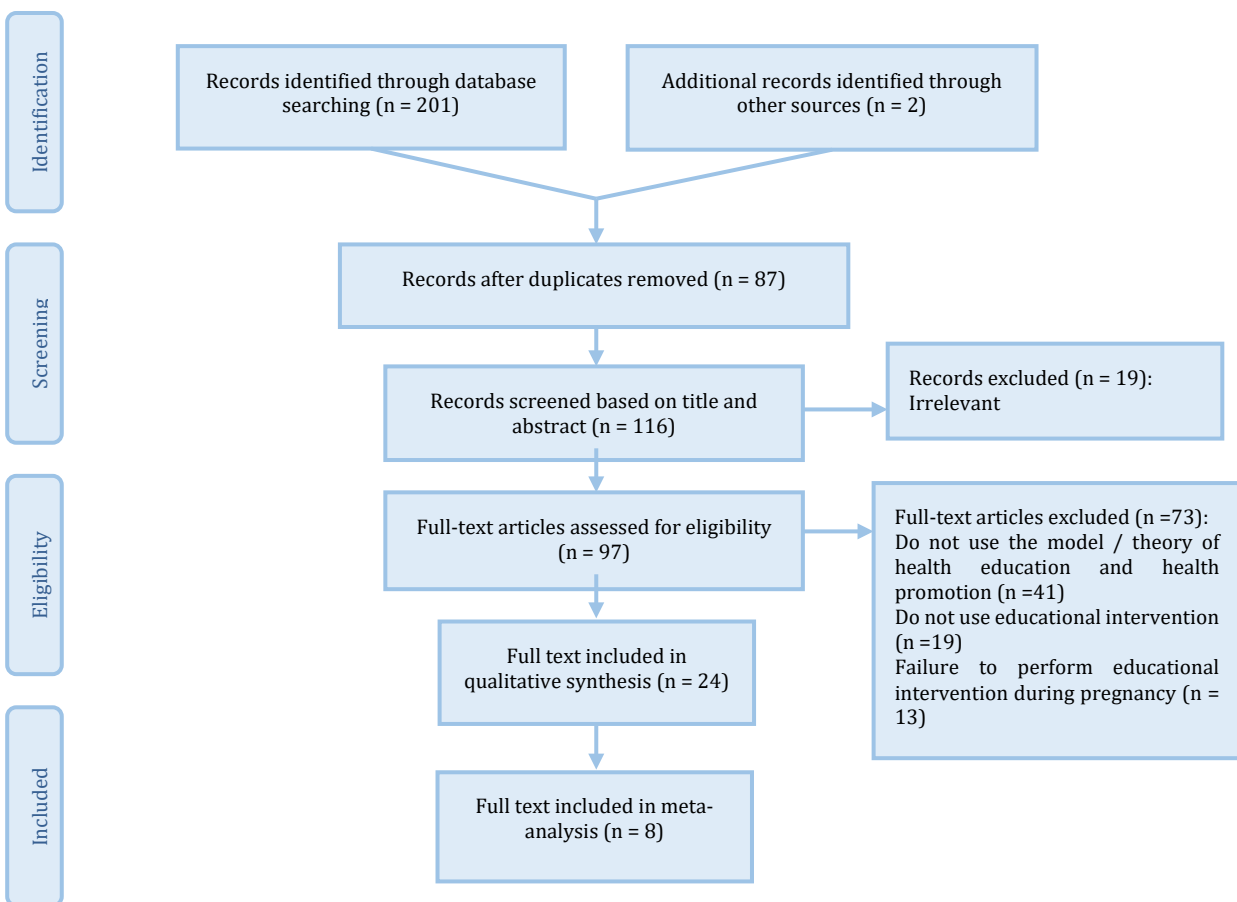 Identification
Records identified through database
searching (n = 201)
Additional records identified through
other sources (n = 2)
Screening
Records after duplicates removed (n = 87)
Records screened based on title and
abstract (n = 116)
Records excluded (n = 19):
Irrelevant
Eligibility
Full-text articles assessed for eligibility
(n = 97)
Full-text articles excluded (n =73):
Do not use the model / theory of
health education and health
promotion (n =41)
Do not use educational intervention
(n =19)
Failure to perform educational
intervention during pregnancy (n =
13)
Full text included in
qualitative synthesis (n = 24)
Included
Full text included in meta-
analysis (n = 8)